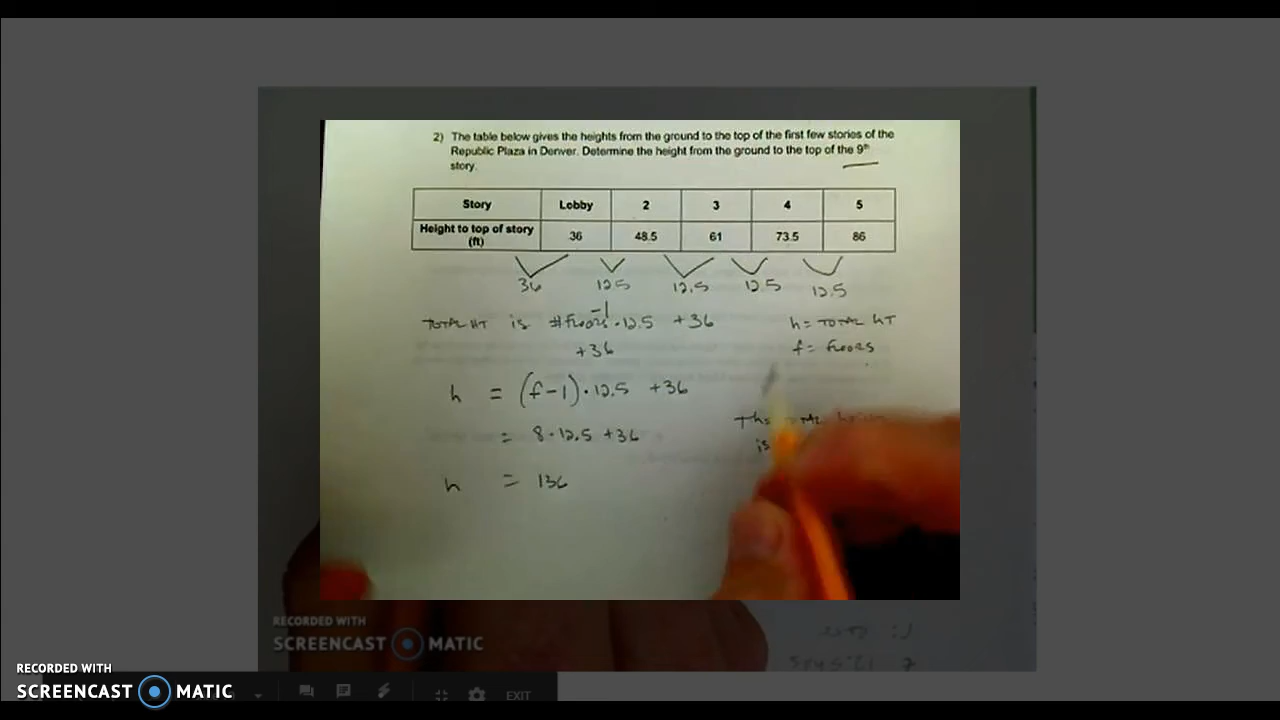 2) The table below gives the heights from the ground to the top of the first few stories of the
Republic Plaza in Denver. Determine the height from the ground to the top of the 9th
story.
Story Lobby 2 3 4 5
Height to top of story (ft) 36 48.5 61 73.5 86
36 12.5 12.5 12.5 12.5
TOTAL HT is #floors -1 · 12.5 +36
+36
h = TOTAL HT
f = floors
h = (f-1) · 12.5 +36
= 8 · 12.5 +36
h = 136
is
RECORDED WITH
SCREENCAST MATIC
RECORDED WITH
SCREENCAST MATIC
EXIT